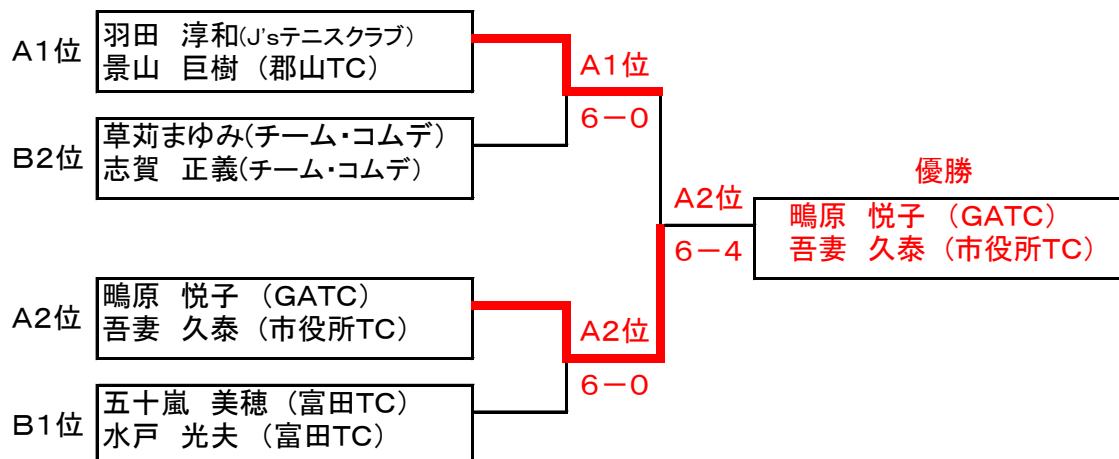 A1位
羽田　淳和(J'sテニスクラブ)
景山　巨樹（郡山TC）
B2位
草苅まゆみ(チーム・コムデ)
志賀　正義(チーム・コムデ)
A1位
6－0
A2位
鴫原　悦子（GATC）
吾妻　久泰（市役所TC）
B1位
五十嵐　美穂（富田TC）
水戸　光夫（富田TC）
A2位
6－0
A2位
6－4
優勝
鴫原　悦子（GATC）
吾妻　久泰（市役所TC）